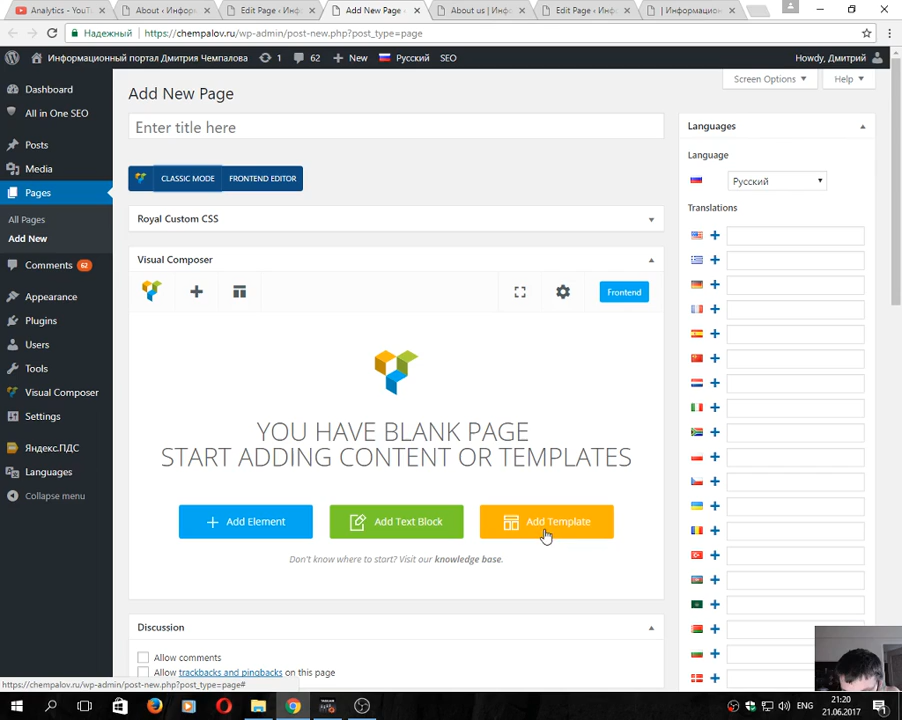 Analytics - YouT
About ‹ Информ
Edit Page ‹ Инф
Add New Page ‹
About us | Инфо
Edit Page ‹ Инф
| Информацион
Надежный
https://chempalov.ru/wp-admin/post-new.php?post_type=page
Информационный портал Дмитрия Чемпалова
1
62
New
Русский
SEO
Howdy, Дмитрий
Dashboard
All in One SEO
Posts
Media
Pages
All Pages
Add New
Comments 62
Appearance
Plugins
Users
Tools
Visual Composer
Settings
Яндекс.ПДС
Languages
Collapse menu
Screen Options
Help
Add New Page
Enter title here
CLASSIC MODE
FRONTEND EDITOR
Royal Custom CSS
Visual Composer
Frontend
YOU HAVE BLANK PAGE
START ADDING CONTENT OR TEMPLATES
Add Element
Add Text Block
Add Template
Don't know where to start? Visit our knowledge base.
Discussion
Allow comments
Allow trackbacks and pingbacks on this page
Languages
Language
Русский
Translations
https://chempalov.ru/wp-admin/post-new.php?post_type=page#
21:20
21.06.2017